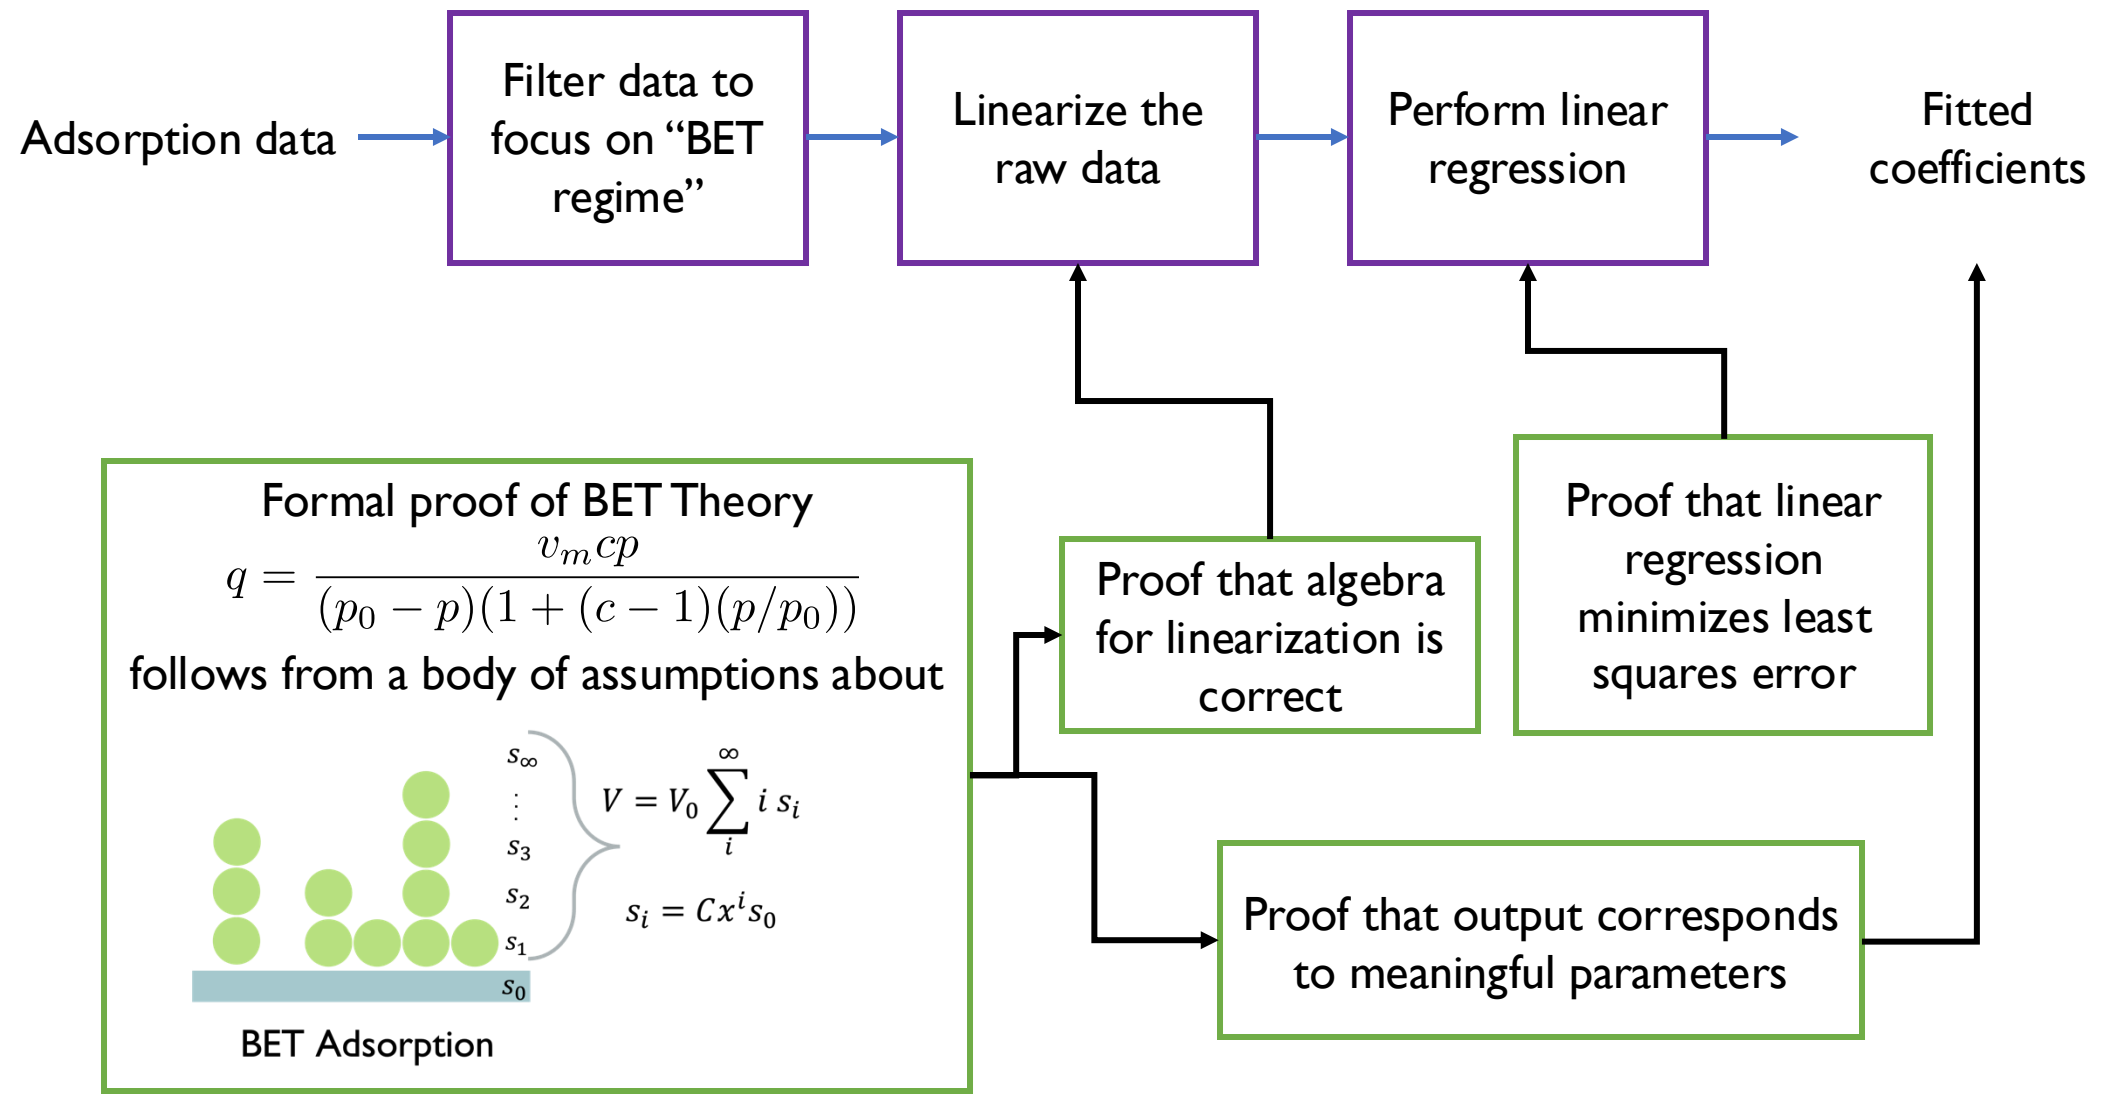 Adsorption data
Filter data to
focus on “BET
regime”
Linearize the
raw data
Perform linear
regression
Fitted
coefficients
Formal proof of BET Theory
q = \frac{v_m cp}{(p_0 − p)(1 + (c − 1)(p/p_0))}
follows from a body of assumptions about
s_∞
⋮
s_3
s_2
s_1
s_0
V = V_0 \sum_{i}^{∞} i s_i
s_i = Cx^i s_0
BET Adsorption
Proof that algebra
for linearization is
correct
Proof that linear
regression
minimizes least
squares error
Proof that output corresponds
to meaningful parameters